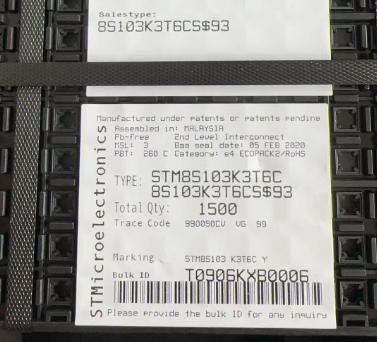 Salestype:
8S103K3T6CS$93
Manufactured under patents or patents pending
Assembled in: MALAYSIA
Pb-free 2nd Level Interconnect
MSL: 3 Bag seal date: 05 FEB 2020
PBT: 260 C Category: e4 ECOPACK2/RoHS
TYPE: STM8S103K3T6C
8S103K3T6CS$93
Total Qty: 1500
Trace Code 990050CU VG 99
Marking STM8S103 K3T6C Y
Bulk ID T0906KXB0006
Please provide the bulk ID for any inquiry
STMicroelectronics